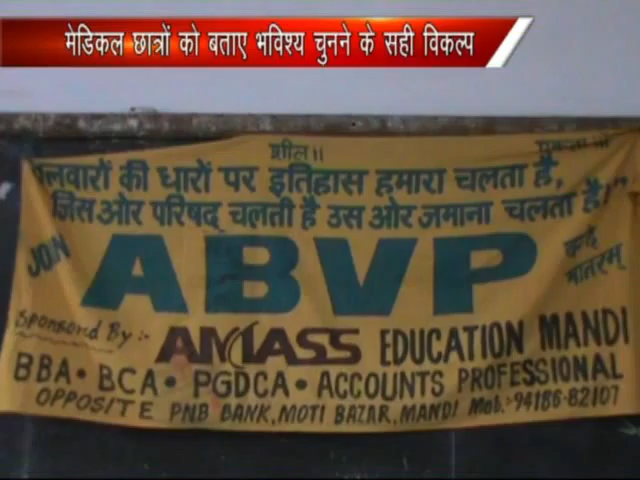 मेडिकल छात्रों को बताए भविश्य चुनने के सही विकल्प
शील॥
तलवारों की धारों पर इतिहास हमारा चलता है,
जिस ओर परिषद् चलती है उस ओर जमाना चलता है।"
JOIN ABVP वन्दे मातरम्
Sponsored By:- AMASS EDUCATION MANDI
BBA • BCA • PGDCA • ACCOUNTS PROFESSIONAL
OPPOSITE PNB BANK, MOTI BAZAR, MANDI Mob.:-94186-82107